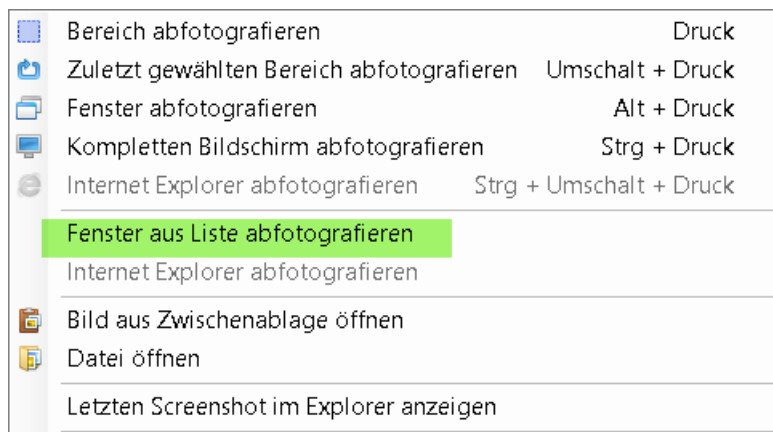 Bereich abfotografieren Druck
Zuletzt gewählten Bereich abfotografieren Umschalt + Druck
Fenster abfotografieren Alt + Druck
Kompletten Bildschirm abfotografieren Strg + Druck
Internet Explorer abfotografieren Strg + Umschalt + Druck
Fenster aus Liste abfotografieren
Internet Explorer abfotografieren
Bild aus Zwischenablage öffnen
Datei öffnen
Letzten Screenshot im Explorer anzeigen